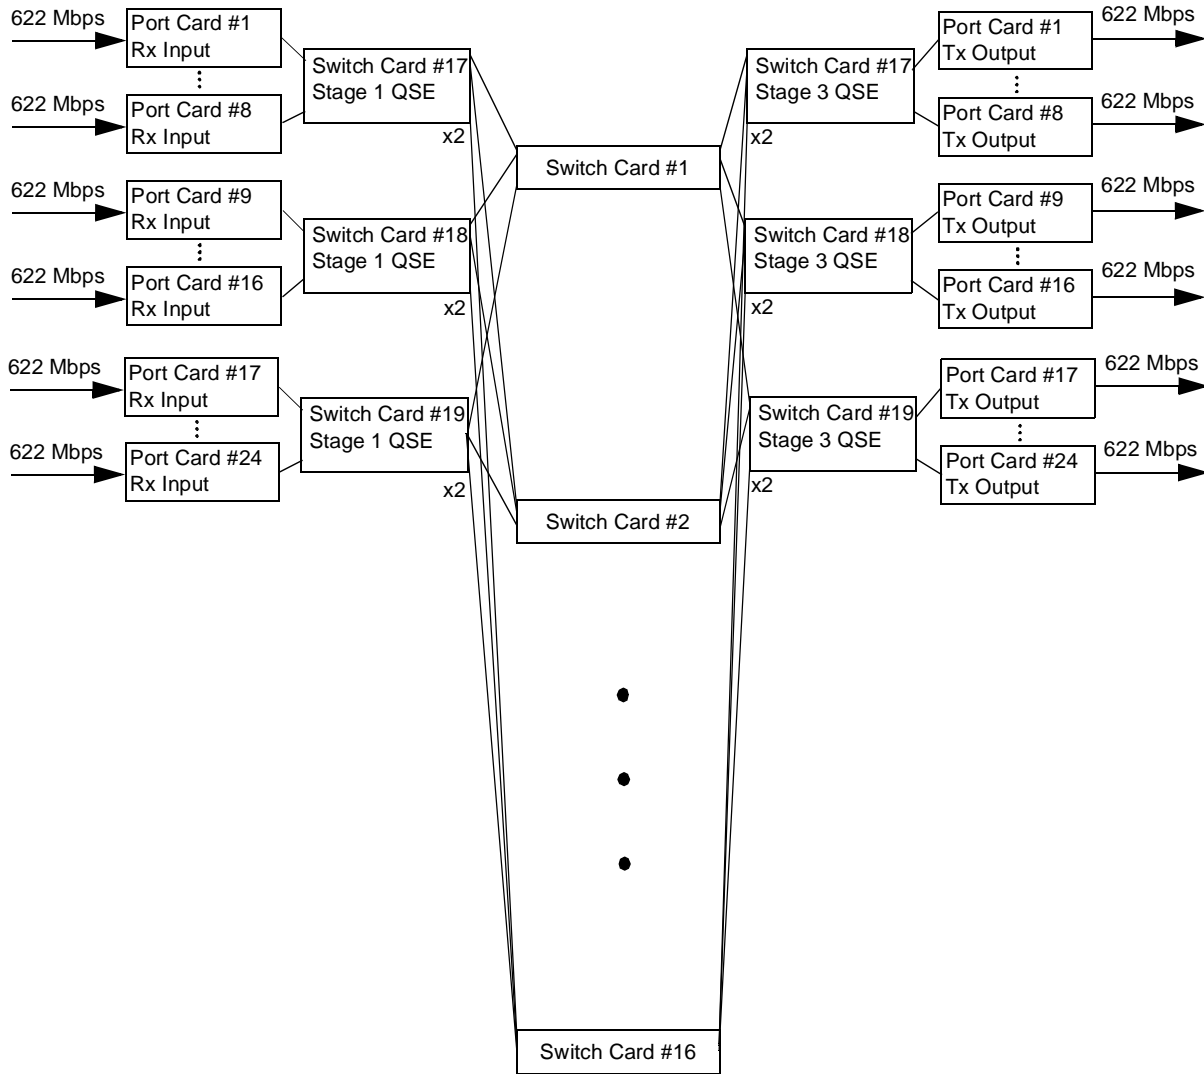 622 Mbps
Port Card #1
Rx Input
622 Mbps
Port Card #8
Rx Input
Switch Card #17
Stage 1 QSE
x2
622 Mbps
Port Card #9
Rx Input
622 Mbps
Port Card #16
Rx Input
Switch Card #18
Stage 1 QSE
x2
622 Mbps
Port Card #17
Rx Input
622 Mbps
Port Card #24
Rx Input
Switch Card #19
Stage 1 QSE
x2
Switch Card #1
Switch Card #2
Switch Card #16
Switch Card #17
Stage 3 QSE
x2
Port Card #1
Tx Output
622 Mbps
Port Card #8
Tx Output
622 Mbps
Switch Card #18
Stage 3 QSE
x2
Port Card #9
Tx Output
622 Mbps
Port Card #16
Tx Output
622 Mbps
Switch Card #19
Stage 3 QSE
x2
Port Card #17
Tx Output
622 Mbps
Port Card #24
Tx Output
622 Mbps